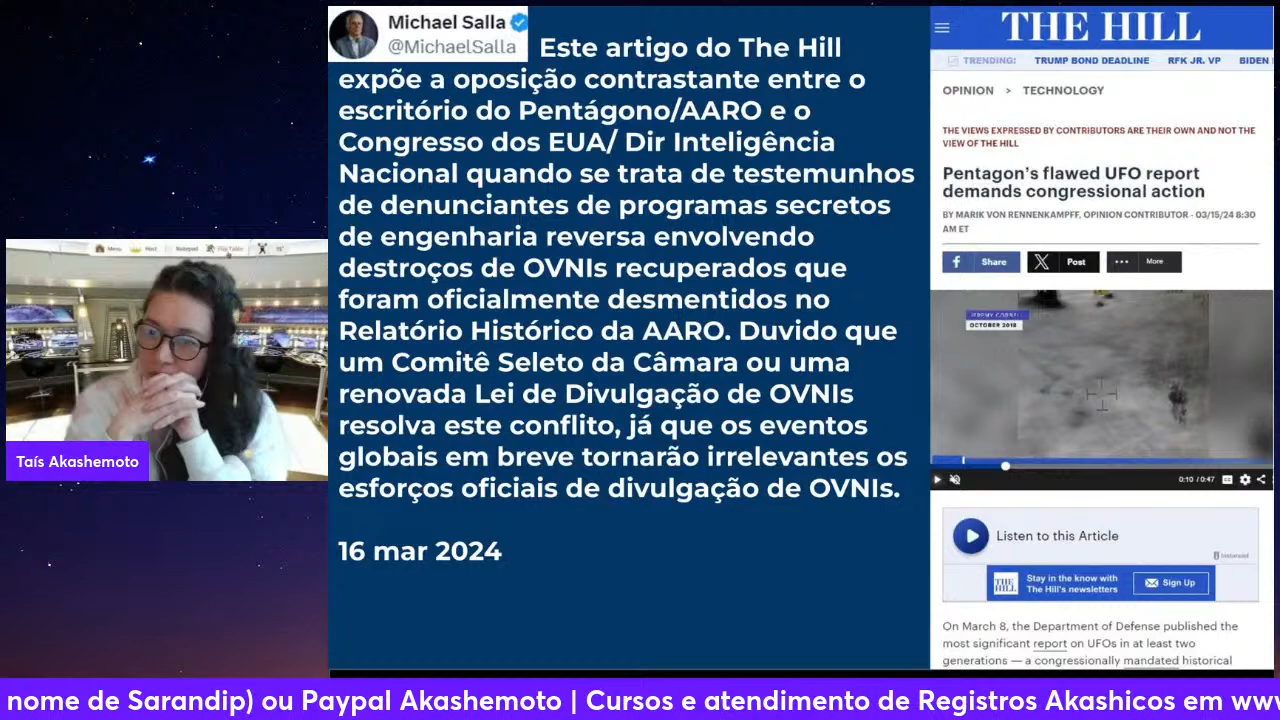 Michael Salla
@MichaelSalla
Este artigo do The Hill
expõe a oposição contrastante entre o
escritório do Pentágono/AARO e o
Congresso dos EUA/ Dir Inteligência
Nacional quando se trata de testemunhos
de denunciantes de programas secretos
de engenharia reversa envolvendo
destroços de OVNIs recuperados que
foram oficialmente desmentidos no
Relatório Histórico da AARO. Duvido que
um Comitê Seleto da Câmara ou uma
renovada Lei de Divulgação de OVNIs
resolva este conflito, já que os eventos
globais em breve tornarão irrelevantes os
esforços oficiais de divulgação de OVNIs.
16 mar 2024
THE HILL
TRENDING: TRUMP BOND DEADLINE RFK JR. VP BIDEN
OPINION > TECHNOLOGY
THE VIEWS EXPRESSED BY CONTRIBUTORS ARE THEIR OWN AND NOT THE
VIEW OF THE HILL
Pentagon's flawed UFO report
demands congressional action
BY MARIK VON RENNENKAMPFF, OPINION CONTRIBUTOR - 03/15/24 8:30
AM ET
Share
Post
More
OCTOBER 2018
0:10 / 0:47
Listen to this Article
THE HILL
Stay in the know with
The Hill's newsletters
Sign Up
On March 8, the Department of Defense published the
most significant report on UFOs in at least two
generations — a congressionally mandated historical
Menu
Taís Akashemoto
nome de Sarandip) ou Paypal Akashemoto | Cursos e atendimento de Registros Akashicos em www